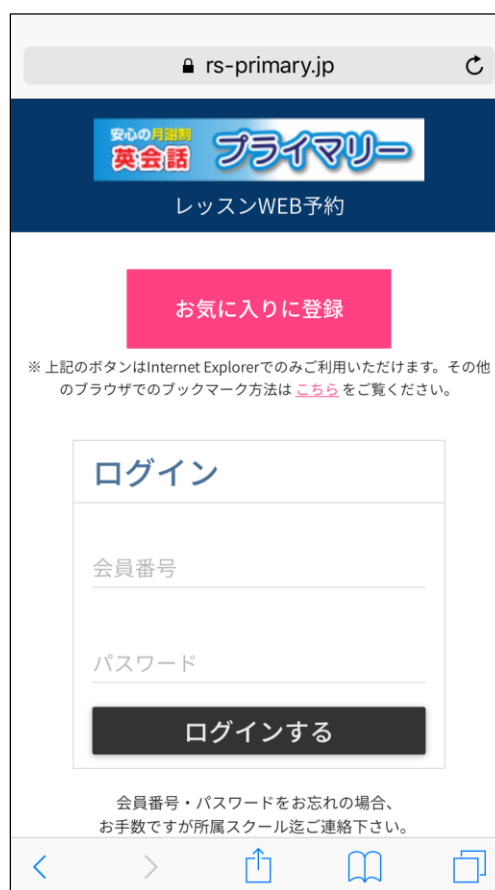 rs-primary.jp
安心の月謝制
英会話 プライマリー
レッスンWEB予約
お気に入りに登録
※ 上記のボタンはInternet Explorerでのみご利用いただけます。その他
のブラウザでのブックマーク方法は こちら をご覧ください。
ログイン
会員番号
パスワード
ログインする
会員番号・パスワードをお忘れの場合、
お手数ですが所属スクール迄ご連絡下さい。